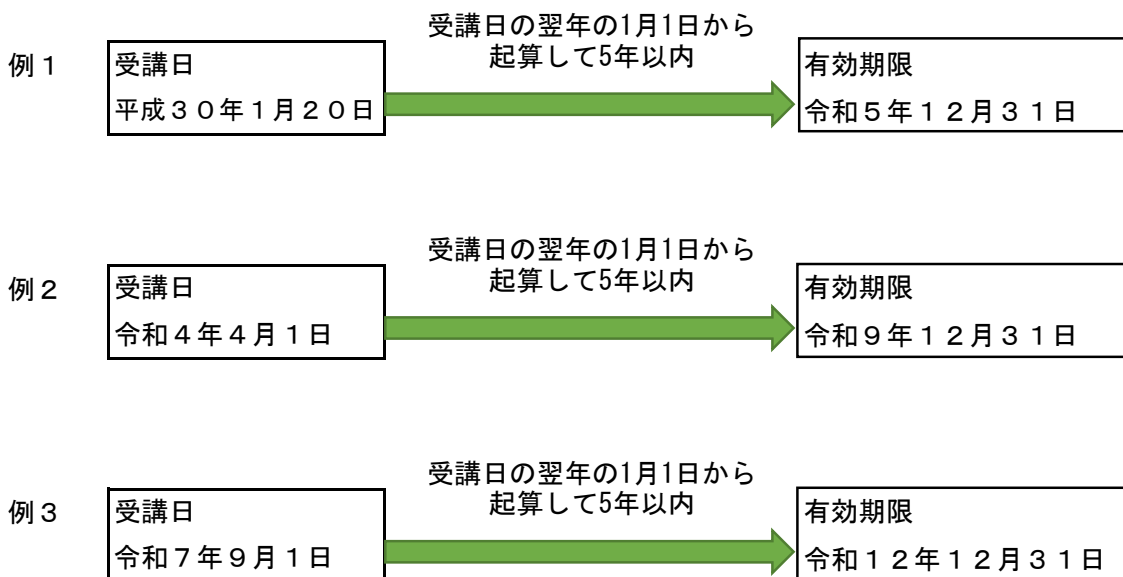 例１
受講日
平成３０年１月２０日
受講日の翌年の1月1日から
起算して5年以内
有効期限
令和５年１２月３１日
例２
受講日
令和４年４月１日
受講日の翌年の1月1日から
起算して5年以内
有効期限
令和９年１２月３１日
例３
受講日
令和７年９月１日
受講日の翌年の1月1日から
起算して5年以内
有効期限
令和１２年１２月３１日